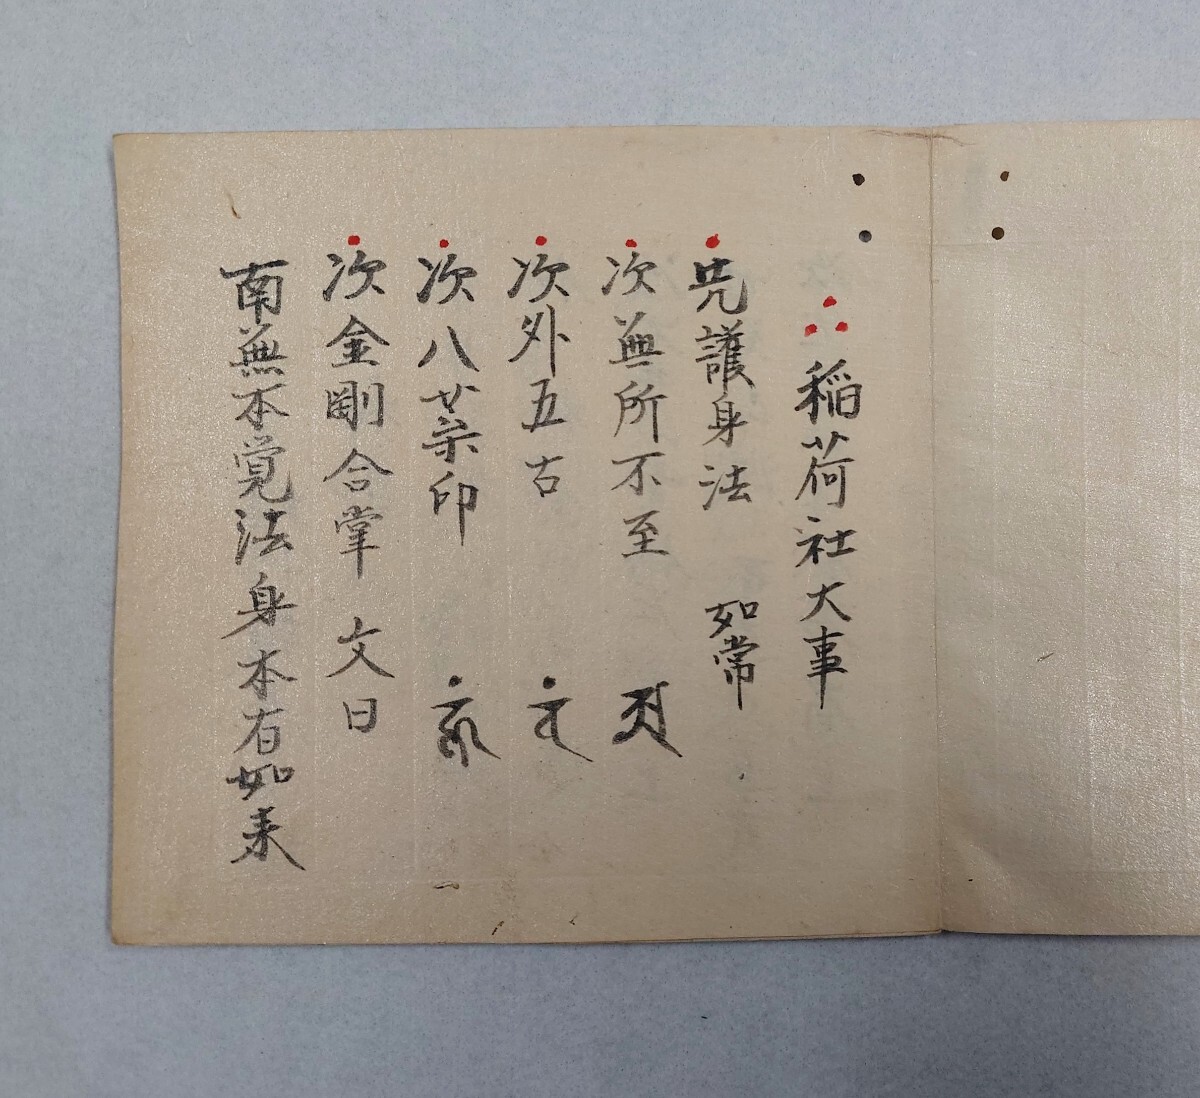 稲荷社大事
先護身法 如常
次無所不至
次外五古
次八葉印
次金剛合掌 文曰
南無本覚法身本有如来